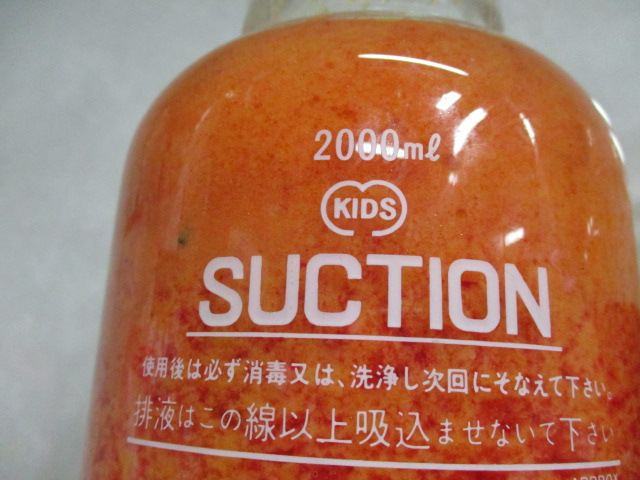 2000ml
KIDS
SUCTION
使用後は必ず消毒又は、洗浄し次回にそなえて下さい。
排液はこの線以上吸込ませないで下さい